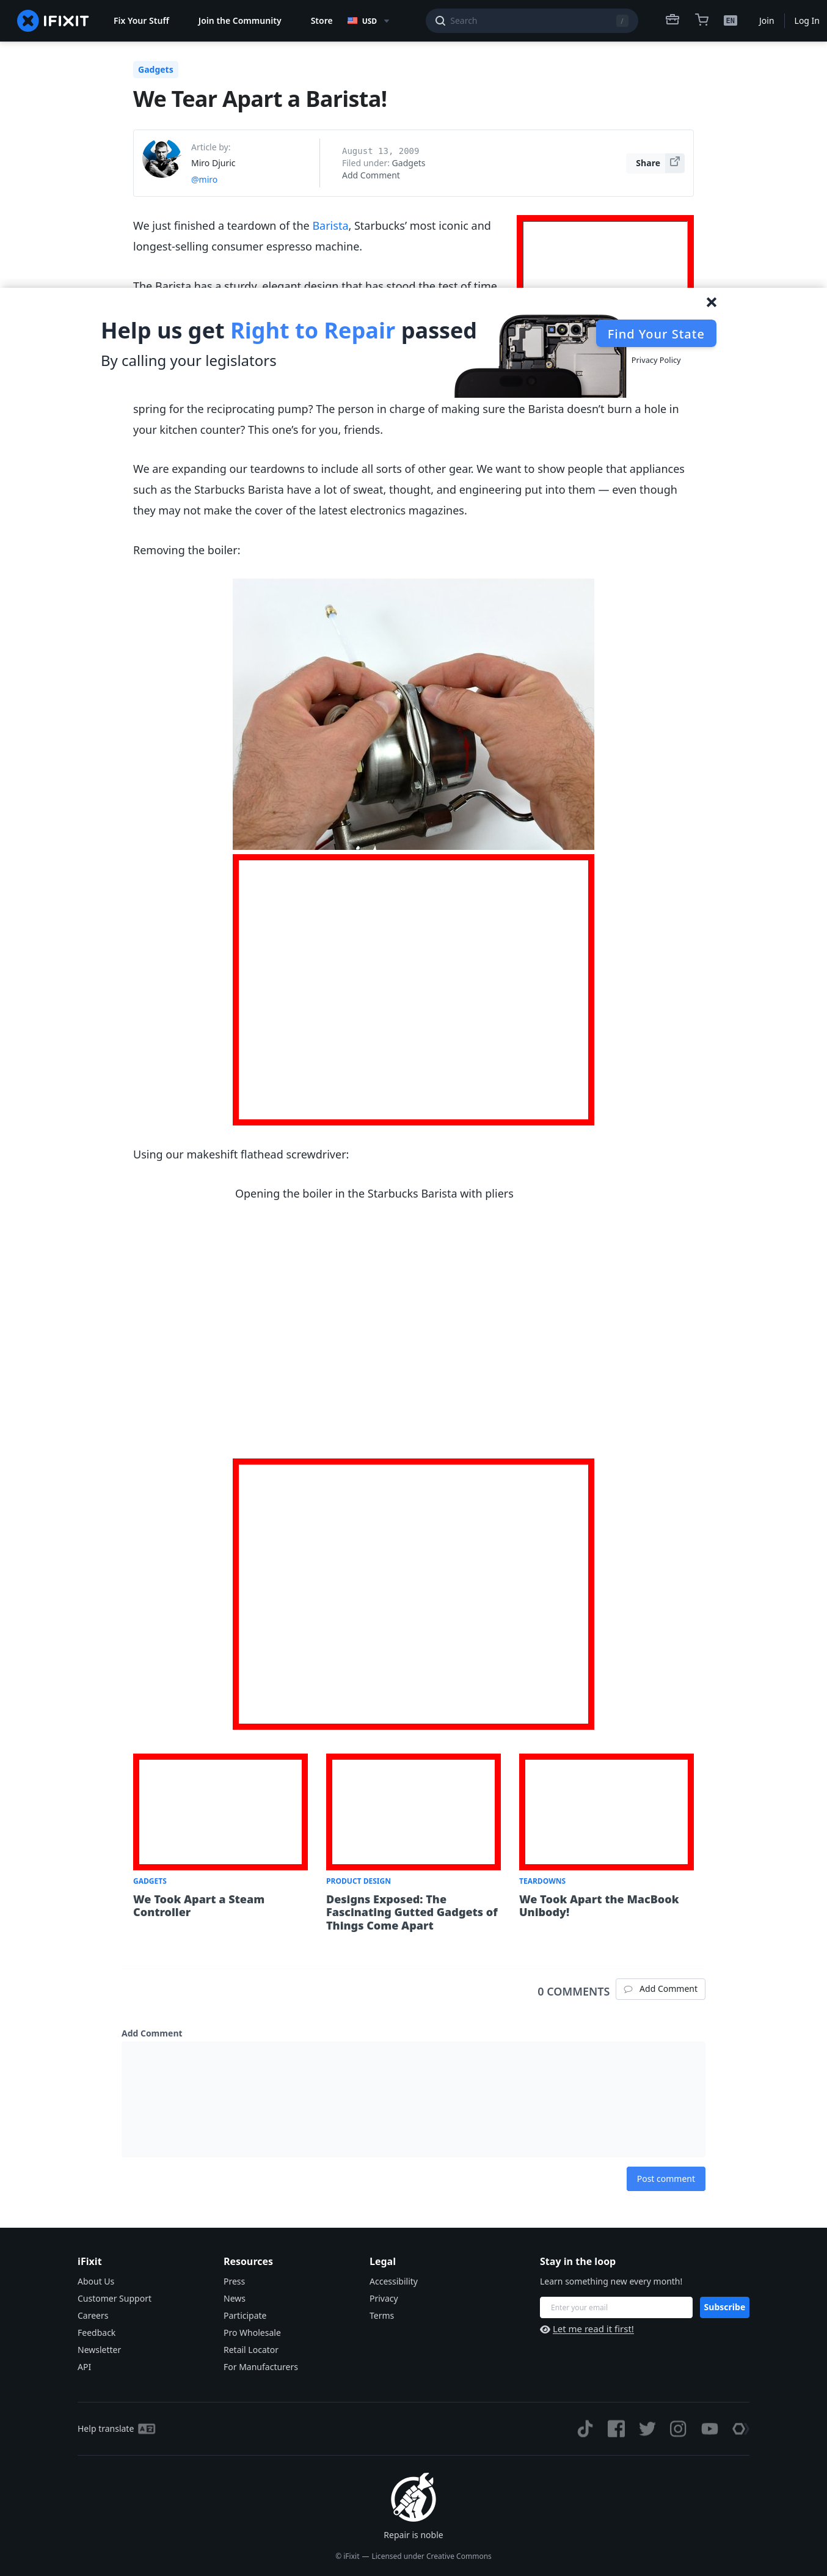 IFIXIT
Fix Your Stuff
Join the Community
Store
USD
Search
/
EN
Join
Log In
Gadgets
We Tear Apart a Barista!
Article by:
Miro Djuric
@miro
August 13, 2009
Filed under: Gadgets
Add Comment
Share
We just finished a teardown of the Barista, Starbucks’ most iconic and
longest-selling consumer espresso machine.
The Barista has a sturdy, elegant design that has stood the test of time
Help us get Right to Repair passed
By calling your legislators
Find Your State
Privacy Policy
spring for the reciprocating pump? The person in charge of making sure the Barista doesn’t burn a hole in
your kitchen counter? This one’s for you, friends.
We are expanding our teardowns to include all sorts of other gear. We want to show people that appliances
such as the Starbucks Barista have a lot of sweat, thought, and engineering put into them — even though
they may not make the cover of the latest electronics magazines.
Removing the boiler:
Using our makeshift flathead screwdriver:
Opening the boiler in the Starbucks Barista with pliers
GADGETS
We Took Apart a Steam
Controller
PRODUCT DESIGN
Designs Exposed: The
Fascinating Gutted Gadgets of
Things Come Apart
TEARDOWNS
We Took Apart the MacBook
Unibody!
0 COMMENTS
Add Comment
Add Comment
Post comment
iFixit
About Us
Customer Support
Careers
Feedback
Newsletter
API
Resources
Press
News
Participate
Pro Wholesale
Retail Locator
For Manufacturers
Legal
Accessibility
Privacy
Terms
Stay in the loop
Learn something new every month!
Enter your email
Subscribe
Let me read it first!
Help translate
Repair is noble
© iFixit — Licensed under Creative Commons